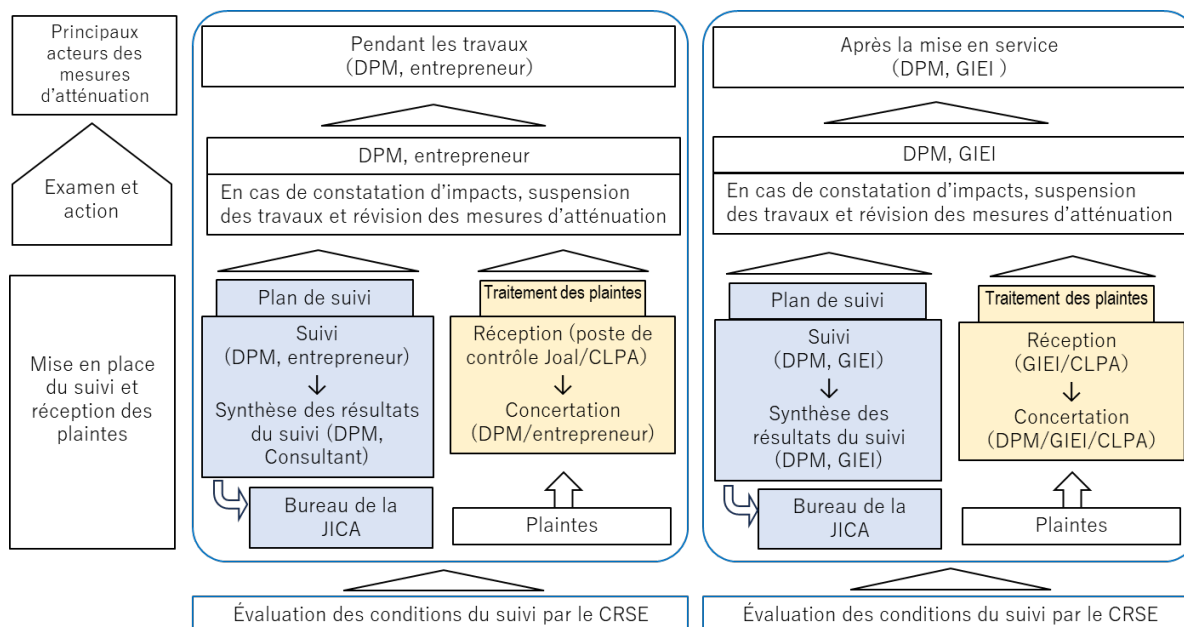 Principaux
acteurs des
mesures
d'atténuation
Examen et
action
Mise en place
du suivi et
réception des
plaintes
Pendant les travaux
(DPM, entrepreneur)
DPM, entrepreneur
En cas de constatation d'impacts, suspension
des travaux et révision des mesures d'atténuation
Plan de suivi
Suivi
(DPM, entrepreneur)
↓
Synthèse des résultats
du suivi (DPM,
Consultant)
Bureau de la
JICA
Traitement des plaintes
Réception (poste de
contrôle Joal/CLPA)
↓
Concertation
(DPM/entrepreneur)
Plaintes
Évaluation des conditions du suivi par le CRSE
Après la mise en service
(DPM, GIEI )
DPM, GIEI
En cas de constatation d'impacts, suspension
des travaux et révision des mesures d'atténuation
Plan de suivi
Suivi
(DPM, GIEI)
↓
Synthèse des
résultats du suivi
(DPM, GIEI)
Bureau de la
JICA
Traitement des plaintes
Réception
(GIEI/CLPA)
↓
Concertation
(DPM/GIEI/CLPA)
Plaintes
Évaluation des conditions du suivi par le CRSE